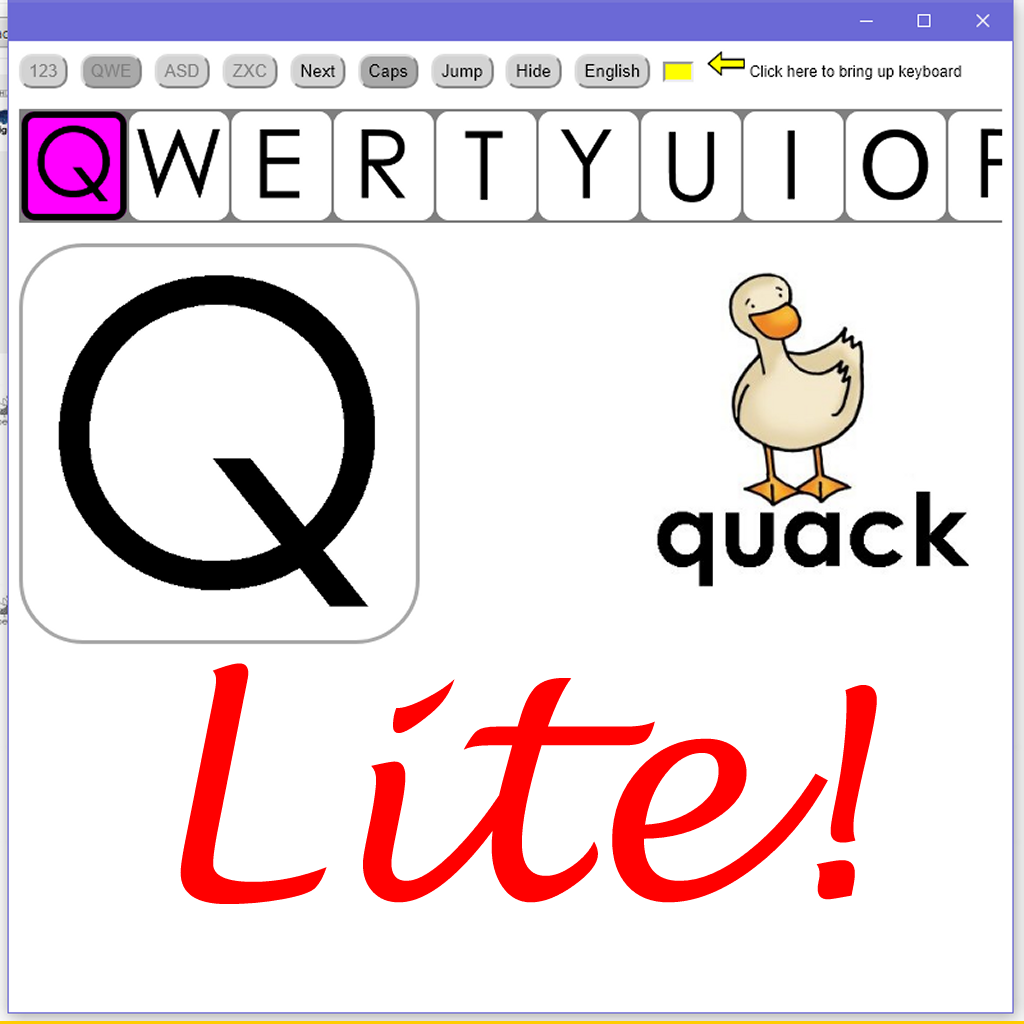 123 QWE ASD ZXC Next Caps Jump Hide English Click here to bring up keyboard
Q W E R T Y U I O P
Q
quack
Lite!